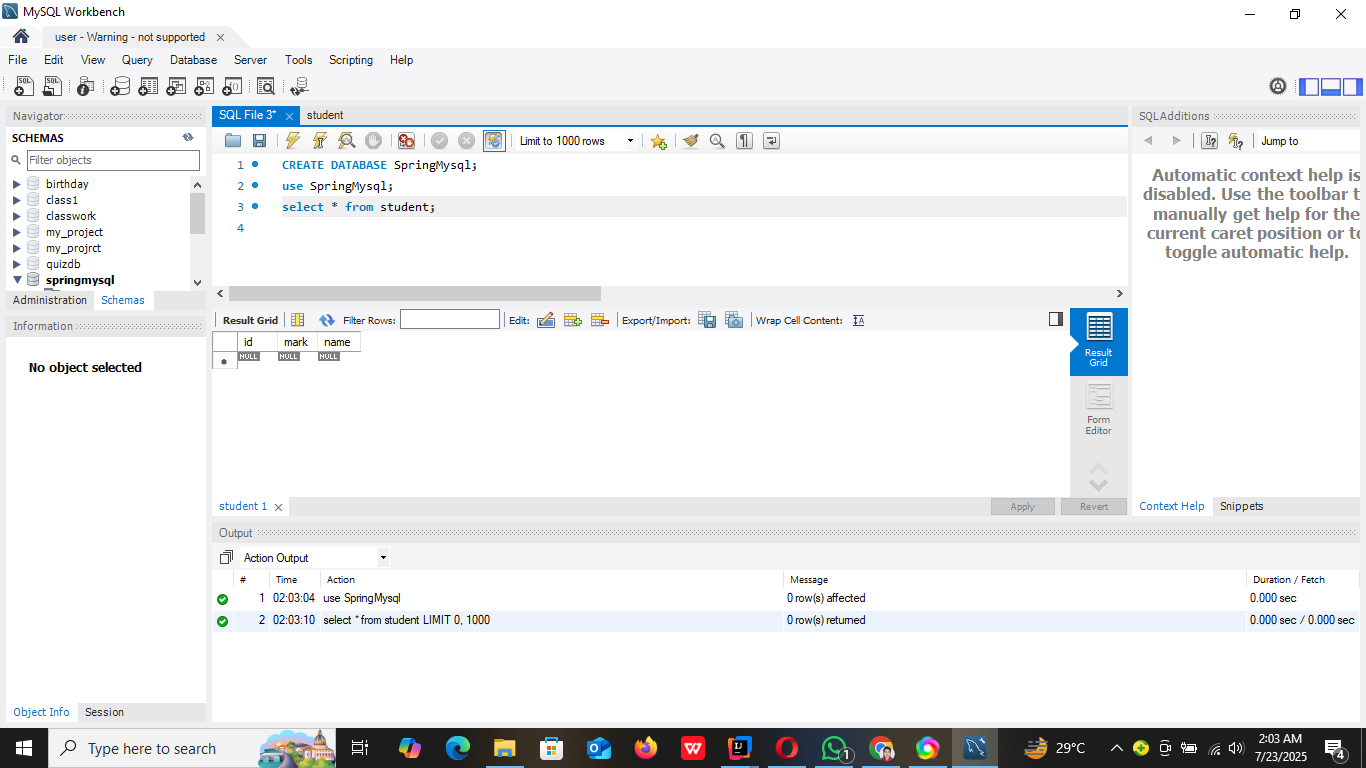 MySQL Workbench
user - Warning - not supported
File Edit View Query Database Server Tools Scripting Help
Navigator
SCHEMAS
Filter objects
birthday
class1
classwork
my_project
my_projrct
quizdb
springmysql
Administration Schemas
Information
No object selected
Object Info Session
SQL File 3* student
Limit to 1000 rows
1 CREATE DATABASE SpringMysql;
2 use SpringMysql;
3 select * from student;
4
Result Grid Filter Rows: Edit: Export/Import: Wrap Cell Content:
id mark name
NULL NULL NULL
Result
Grid
Form
Editor
student 1
Apply Revert
SQLAdditions
Jump to
Automatic context help is
disabled. Use the toolbar t
manually get help for the
current caret position or to
toggle automatic help.
Context Help Snippets
Output
Action Output
# Time Action Message Duration / Fetch
1 02:03:04 use SpringMysql 0 row(s) affected 0.000 sec
2 02:03:10 select * from student LIMIT 0, 1000 0 row(s) returned 0.000 sec / 0.000 sec
Type here to search
1
29°C
2:03 AM
7/23/2025
4